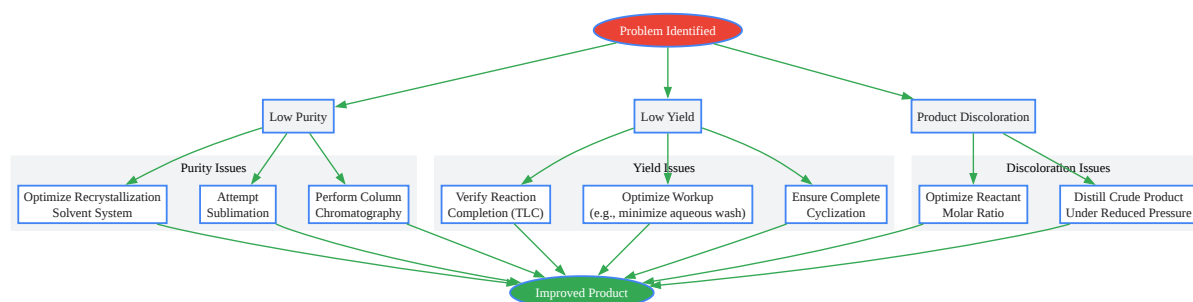 Problem Identified
Low Purity
Low Yield
Product Discoloration
Purity Issues
Yield Issues
Discoloration Issues
Optimize Recrystallization
Solvent System
Attempt
Sublimation
Perform Column
Chromatography
Verify Reaction
Completion (TLC)
Optimize Workup
(e.g., minimize aqueous wash)
Ensure Complete
Cyclization
Optimize Reactant
Molar Ratio
Distill Crude Product
Under Reduced Pressure
Improved Product